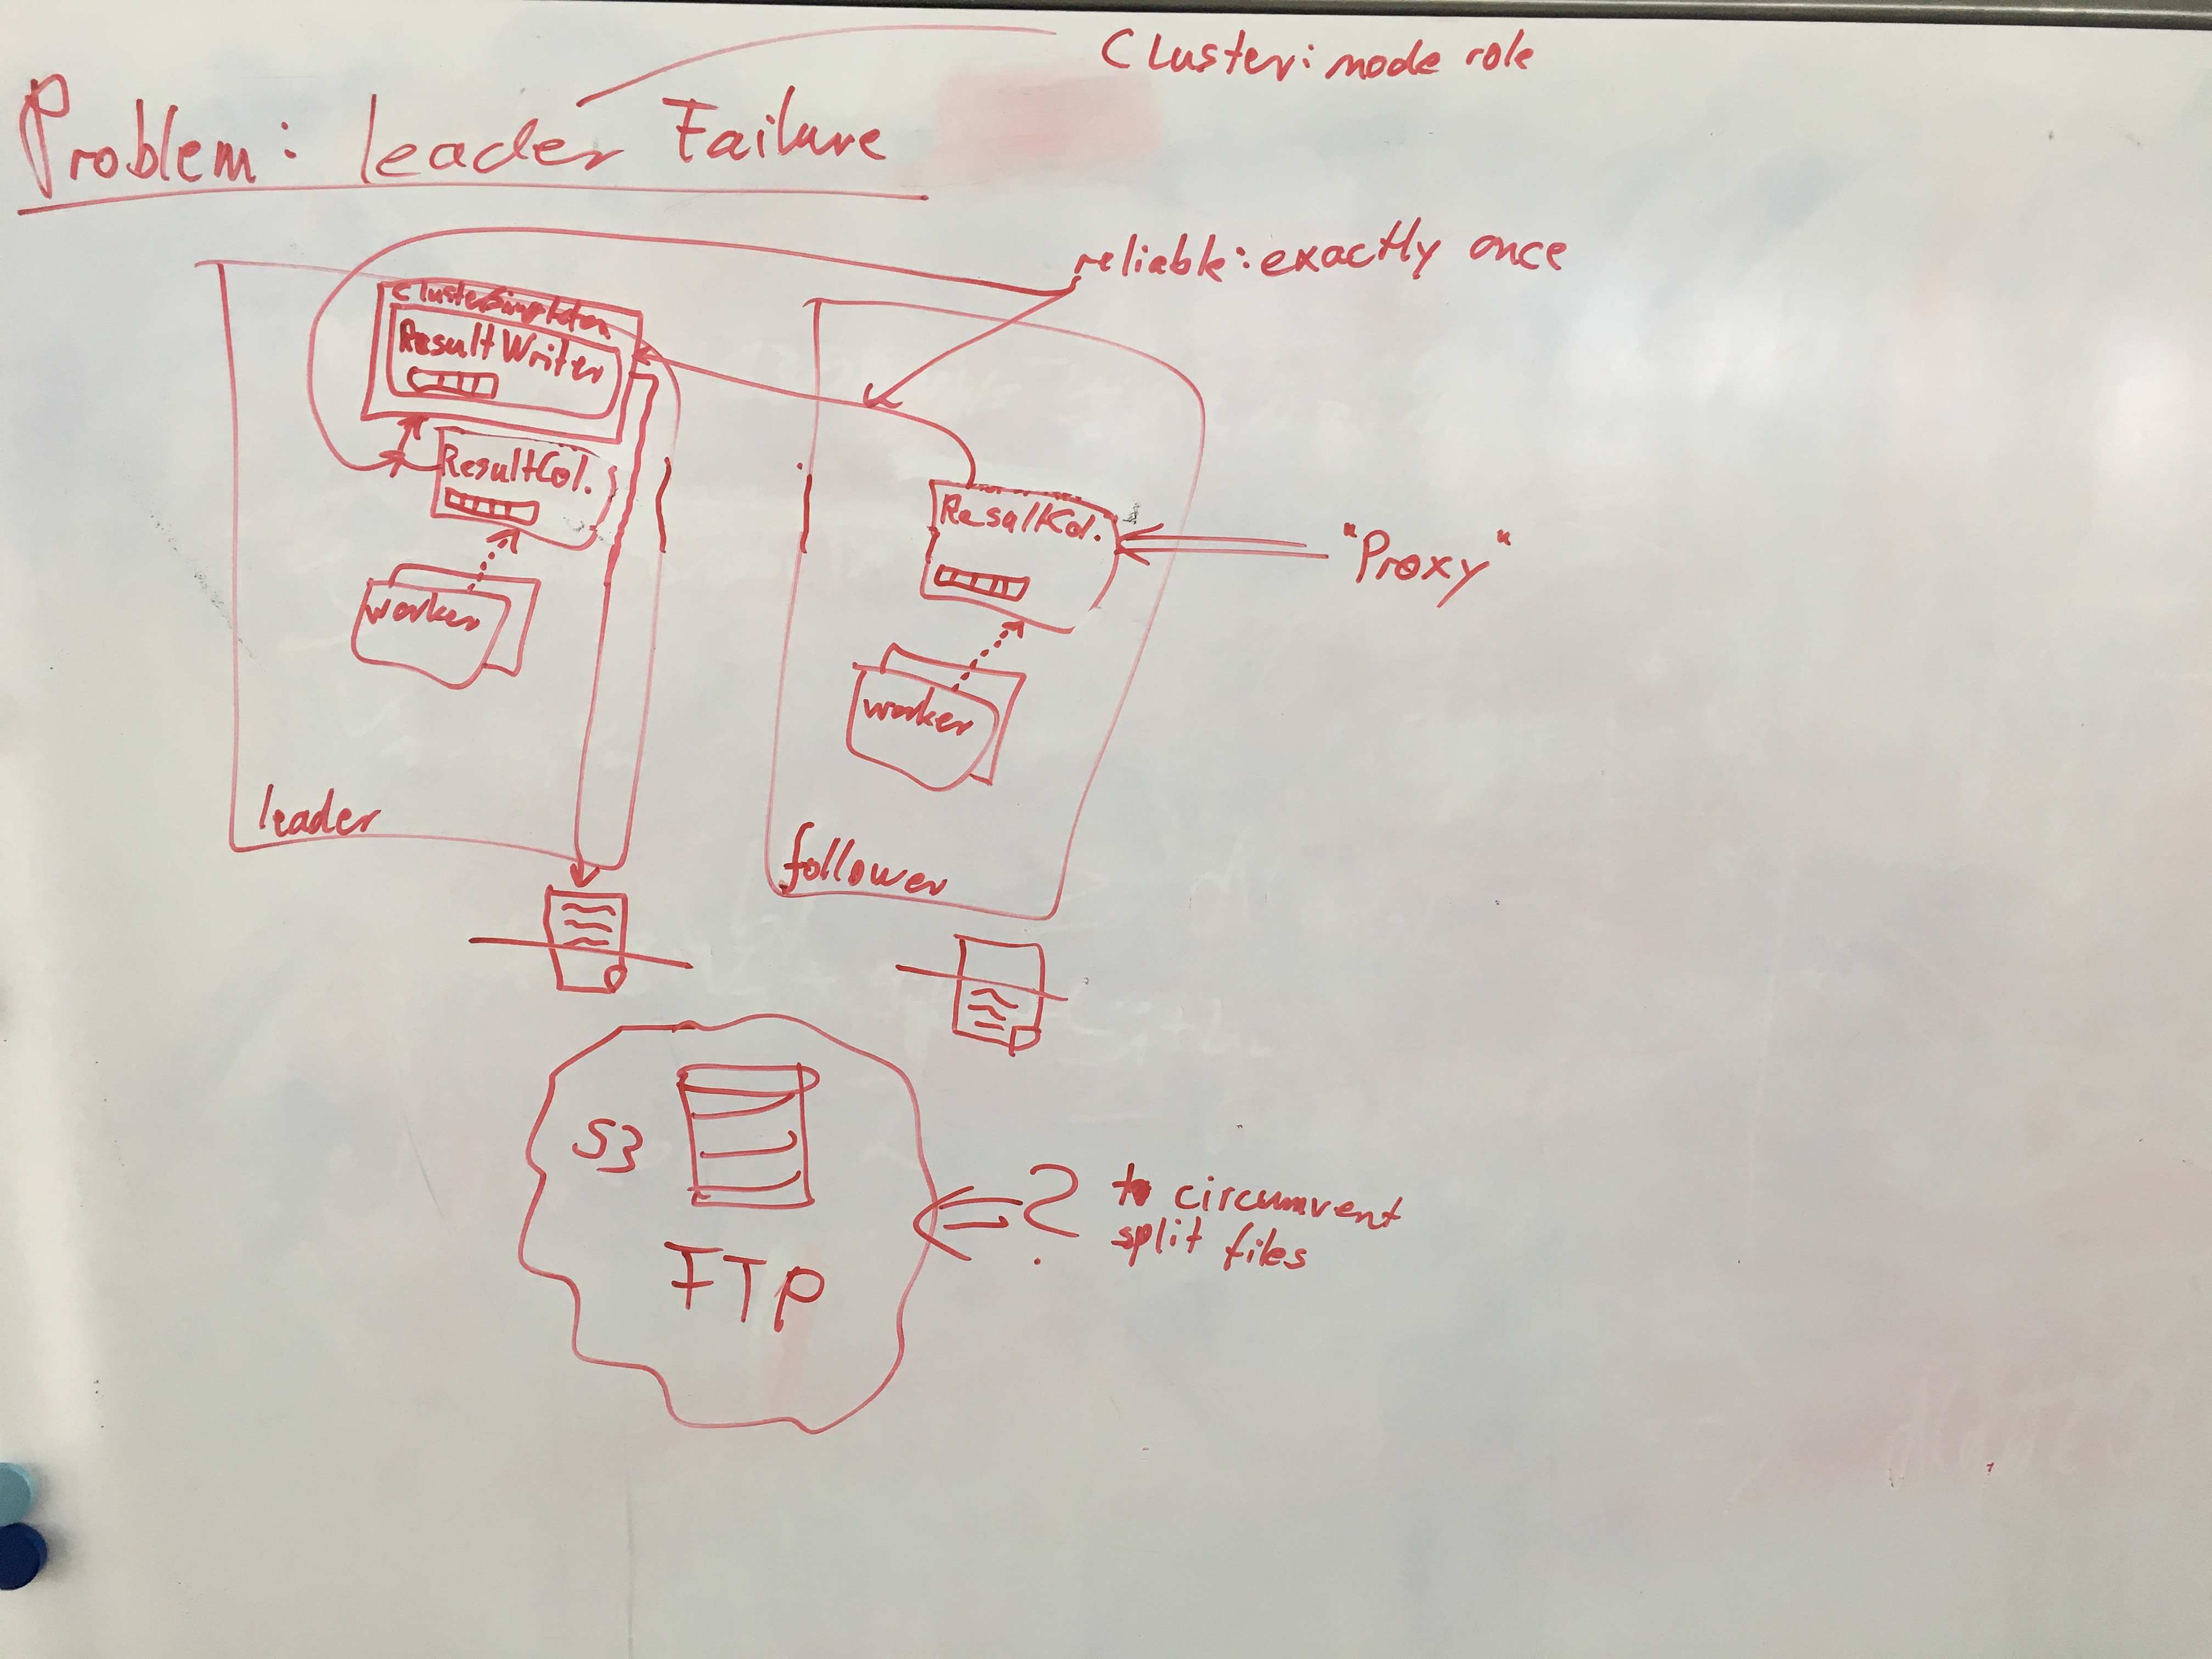 Cluster: node role
Problem: leader Failure
reliable: exactly once
ClusterSingleton
ResultWriter
ResultCol.
worker
leader
ResultCol.
"Proxy"
worker
follower
S3
FTP
? to circumvent
split files